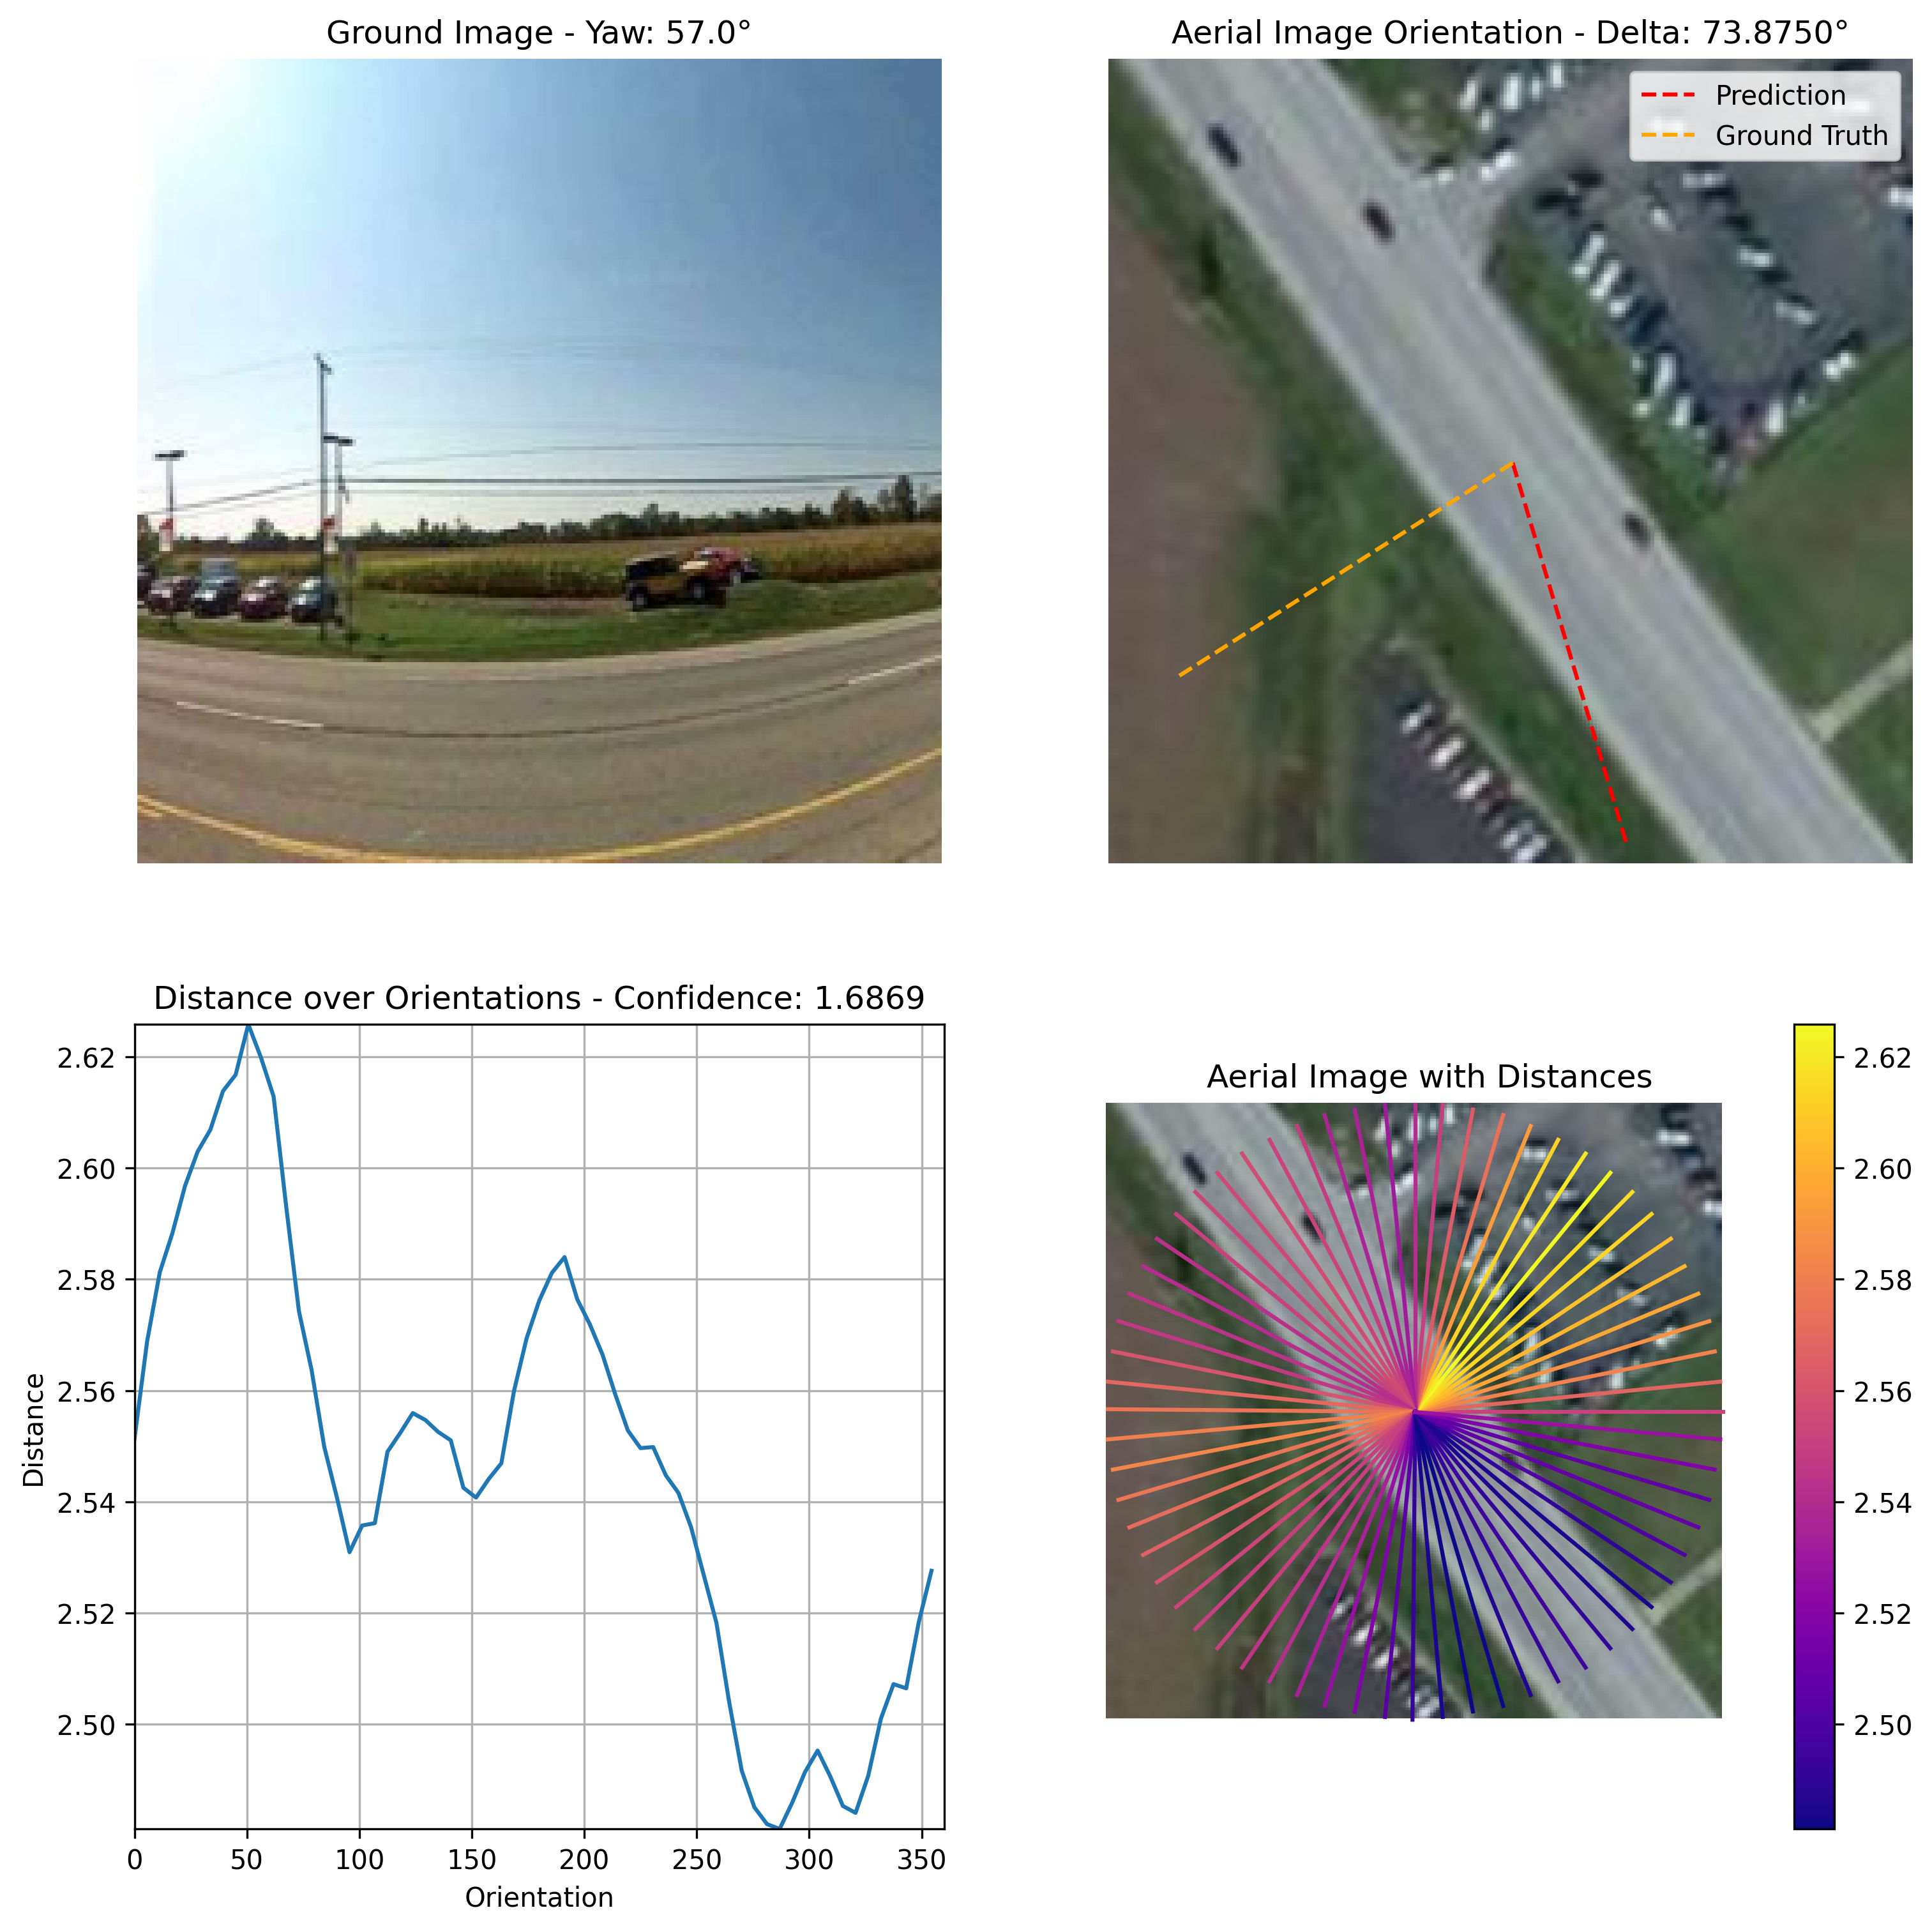 Ground Image - Yaw: 57.0°
Aerial Image Orientation - Delta: 73.8750°
Prediction
Ground Truth
Distance over Orientations - Confidence: 1.6869
2.62
2.60
2.58
2.56
2.54
2.52
2.50
Distance
0 50 100 150 200 250 300 350
Orientation
Aerial Image with Distances
2.62
2.60
2.58
2.56
2.54
2.52
2.50